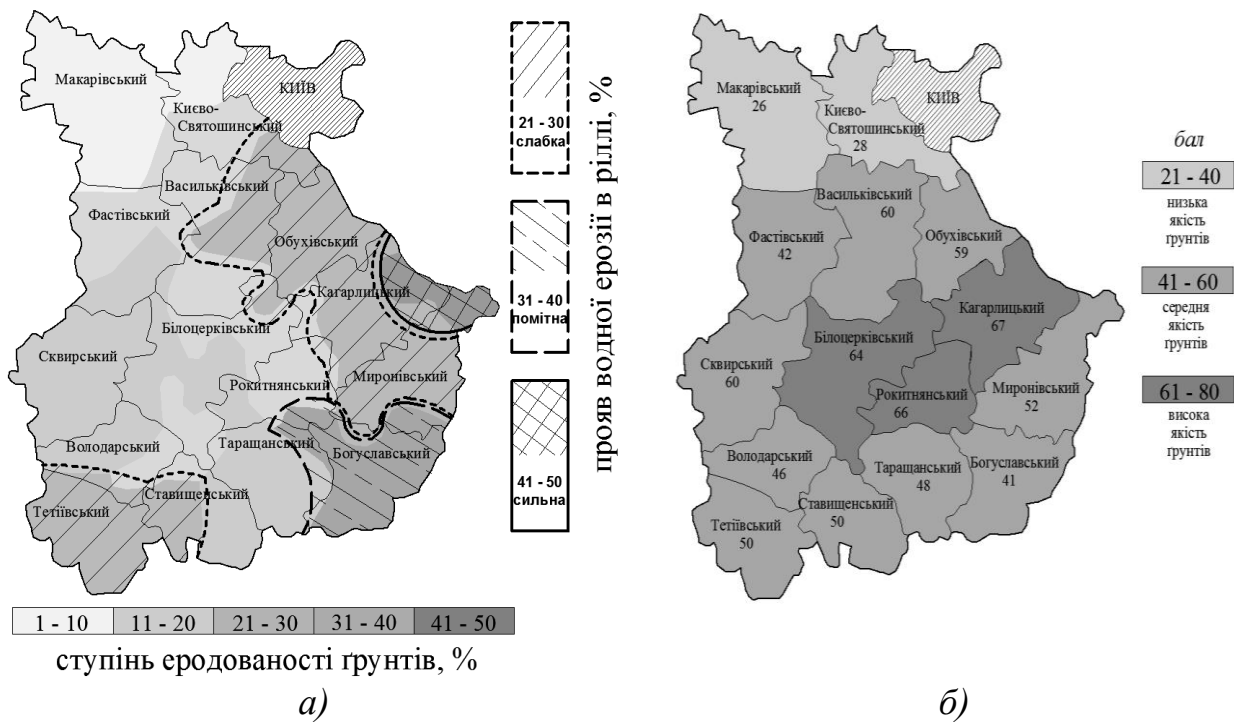 Макарівський
КИЇВ
Києво-
Святошинський
Васильківський
Фастівський
Обухівський
Кагарлицький
Білоцерківський
Сквирський
Рокитнянський
Миронівський
Володарський
Таращанський
Богуславський
Ставищенський
Тетіївський
21 - 30
слабка
31 - 40
помітна
41 - 50
сильна
прояв водної ерозії в ріллі, %
1 - 10
11 - 20
21 - 30
31 - 40
41 - 50
ступінь еродованості ґрунтів, %
а)
Макарівський
26
КИЇВ
Києво-
Святошинський
28
Васильківський
60
Фастівський
42
Обухівський
59
Кагарлицький
67
Білоцерківський
64
Сквирський
60
Рокитнянський
66
Миронівський
52
Володарський
46
Таращанський
48
Богуславський
41
Ставищенський
50
Тетіївський
50
бал
21 - 40
низька
якість
ґрунтів
41 - 60
середня
якість
ґрунтів
61 - 80
висока
якість
ґрунтів
б)